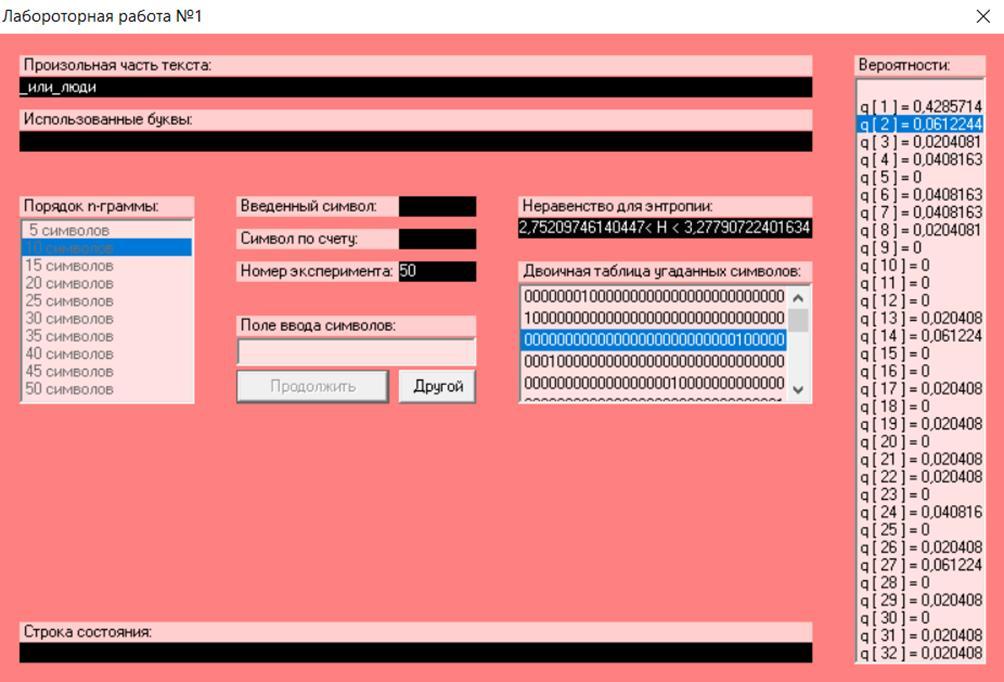 Лабороторная работа №1
Произольная часть текста:
_или_люди
Использованные буквы:
Порядок n-граммы:
5 символов
10 символов
15 символов
20 символов
25 символов
30 символов
35 символов
40 символов
45 символов
50 символов
Введенный символ:
Символ по счету:
Номер эксперимента: 50
Поле ввода символов:
Продолжить
Другой
Неравенство для энтропии:
2,75209746140447< H < 3,27790722401634
Двоичная таблица угаданных символов:
00000001000000000000000000000000
10000000000000000000000000000000
00000000000000000000000000100000
00010000000000000000000000000000
00000000000000000010000000000000
Строка состояния:
Вероятности:
q [ 1 ] = 0,4285714
q [ 2 ] = 0,0612244
q [ 3 ] = 0,0204081
q [ 4 ] = 0,0408163
q [ 5 ] = 0
q [ 6 ] = 0,0408163
q [ 7 ] = 0,0408163
q [ 8 ] = 0,0204081
q [ 9 ] = 0
q [ 10 ] = 0
q [ 11 ] = 0
q [ 12 ] = 0
q [ 13 ] = 0,020408
q [ 14 ] = 0,061224
q [ 15 ] = 0
q [ 16 ] = 0
q [ 17 ] = 0,020408
q [ 18 ] = 0
q [ 19 ] = 0,020408
q [ 20 ] = 0
q [ 21 ] = 0,020408
q [ 22 ] = 0,020408
q [ 23 ] = 0
q [ 24 ] = 0,040816
q [ 25 ] = 0
q [ 26 ] = 0,020408
q [ 27 ] = 0,061224
q [ 28 ] = 0
q [ 29 ] = 0,020408
q [ 30 ] = 0
q [ 31 ] = 0,020408
q [ 32 ] = 0,020408